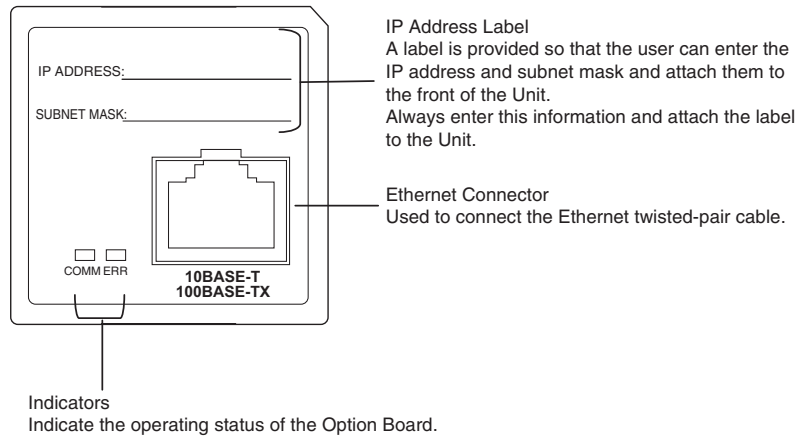 IP ADDRESS:
SUBNET MASK:
COMM ERR
10BASE-T
100BASE-TX
IP Address Label
A label is provided so that the user can enter the
IP address and subnet mask and attach them to
the front of the Unit.
Always enter this information and attach the label
to the Unit.
Ethernet Connector
Used to connect the Ethernet twisted-pair cable.
Indicators
Indicate the operating status of the Option Board.